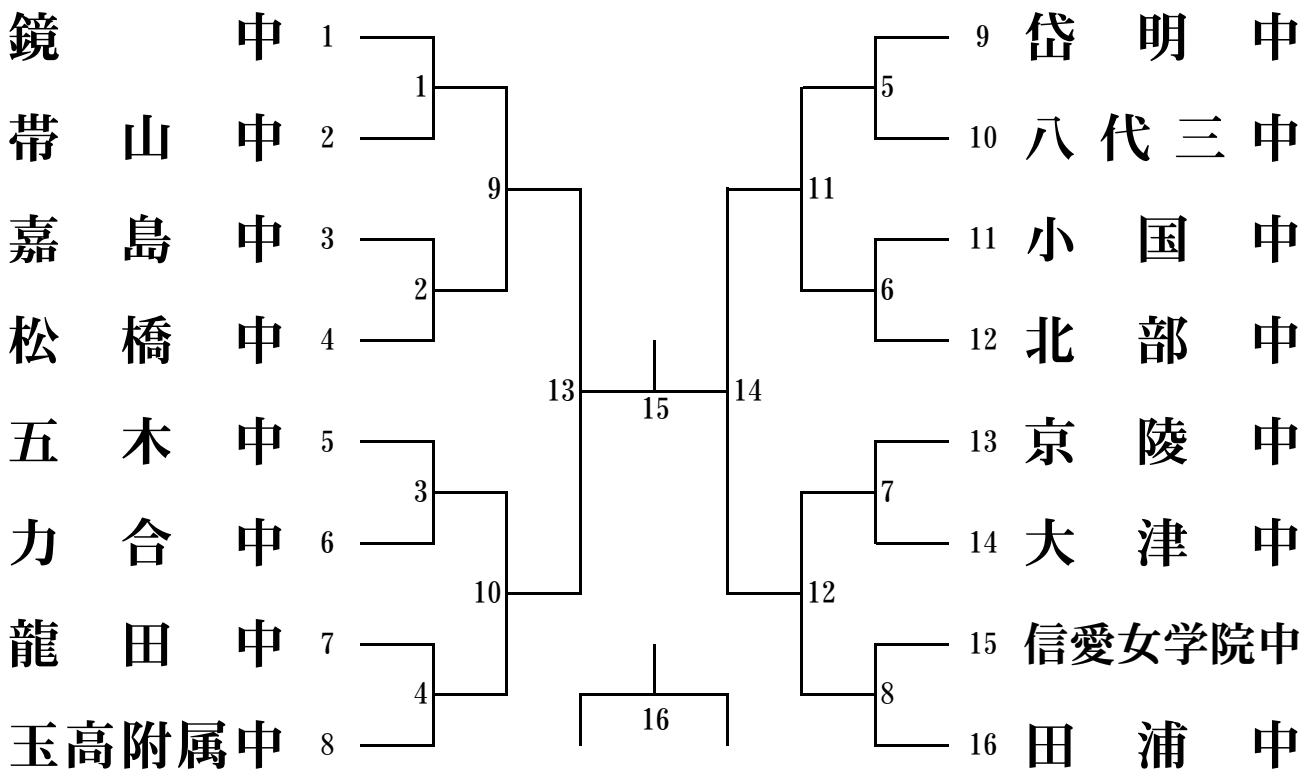 鏡中 1
帯山中 2
嘉島中 3
松橋中 4
五木中 5
力合中 6
龍田中 7
玉高附属中 8
1
2
3
4
9
10
13
15
16
14
11
12
5
6
7
8
9 岱明中
10 八代三中
11 小国中
12 北部中
13 京陵中
14 大津中
15 信愛女学院中
16 田浦中